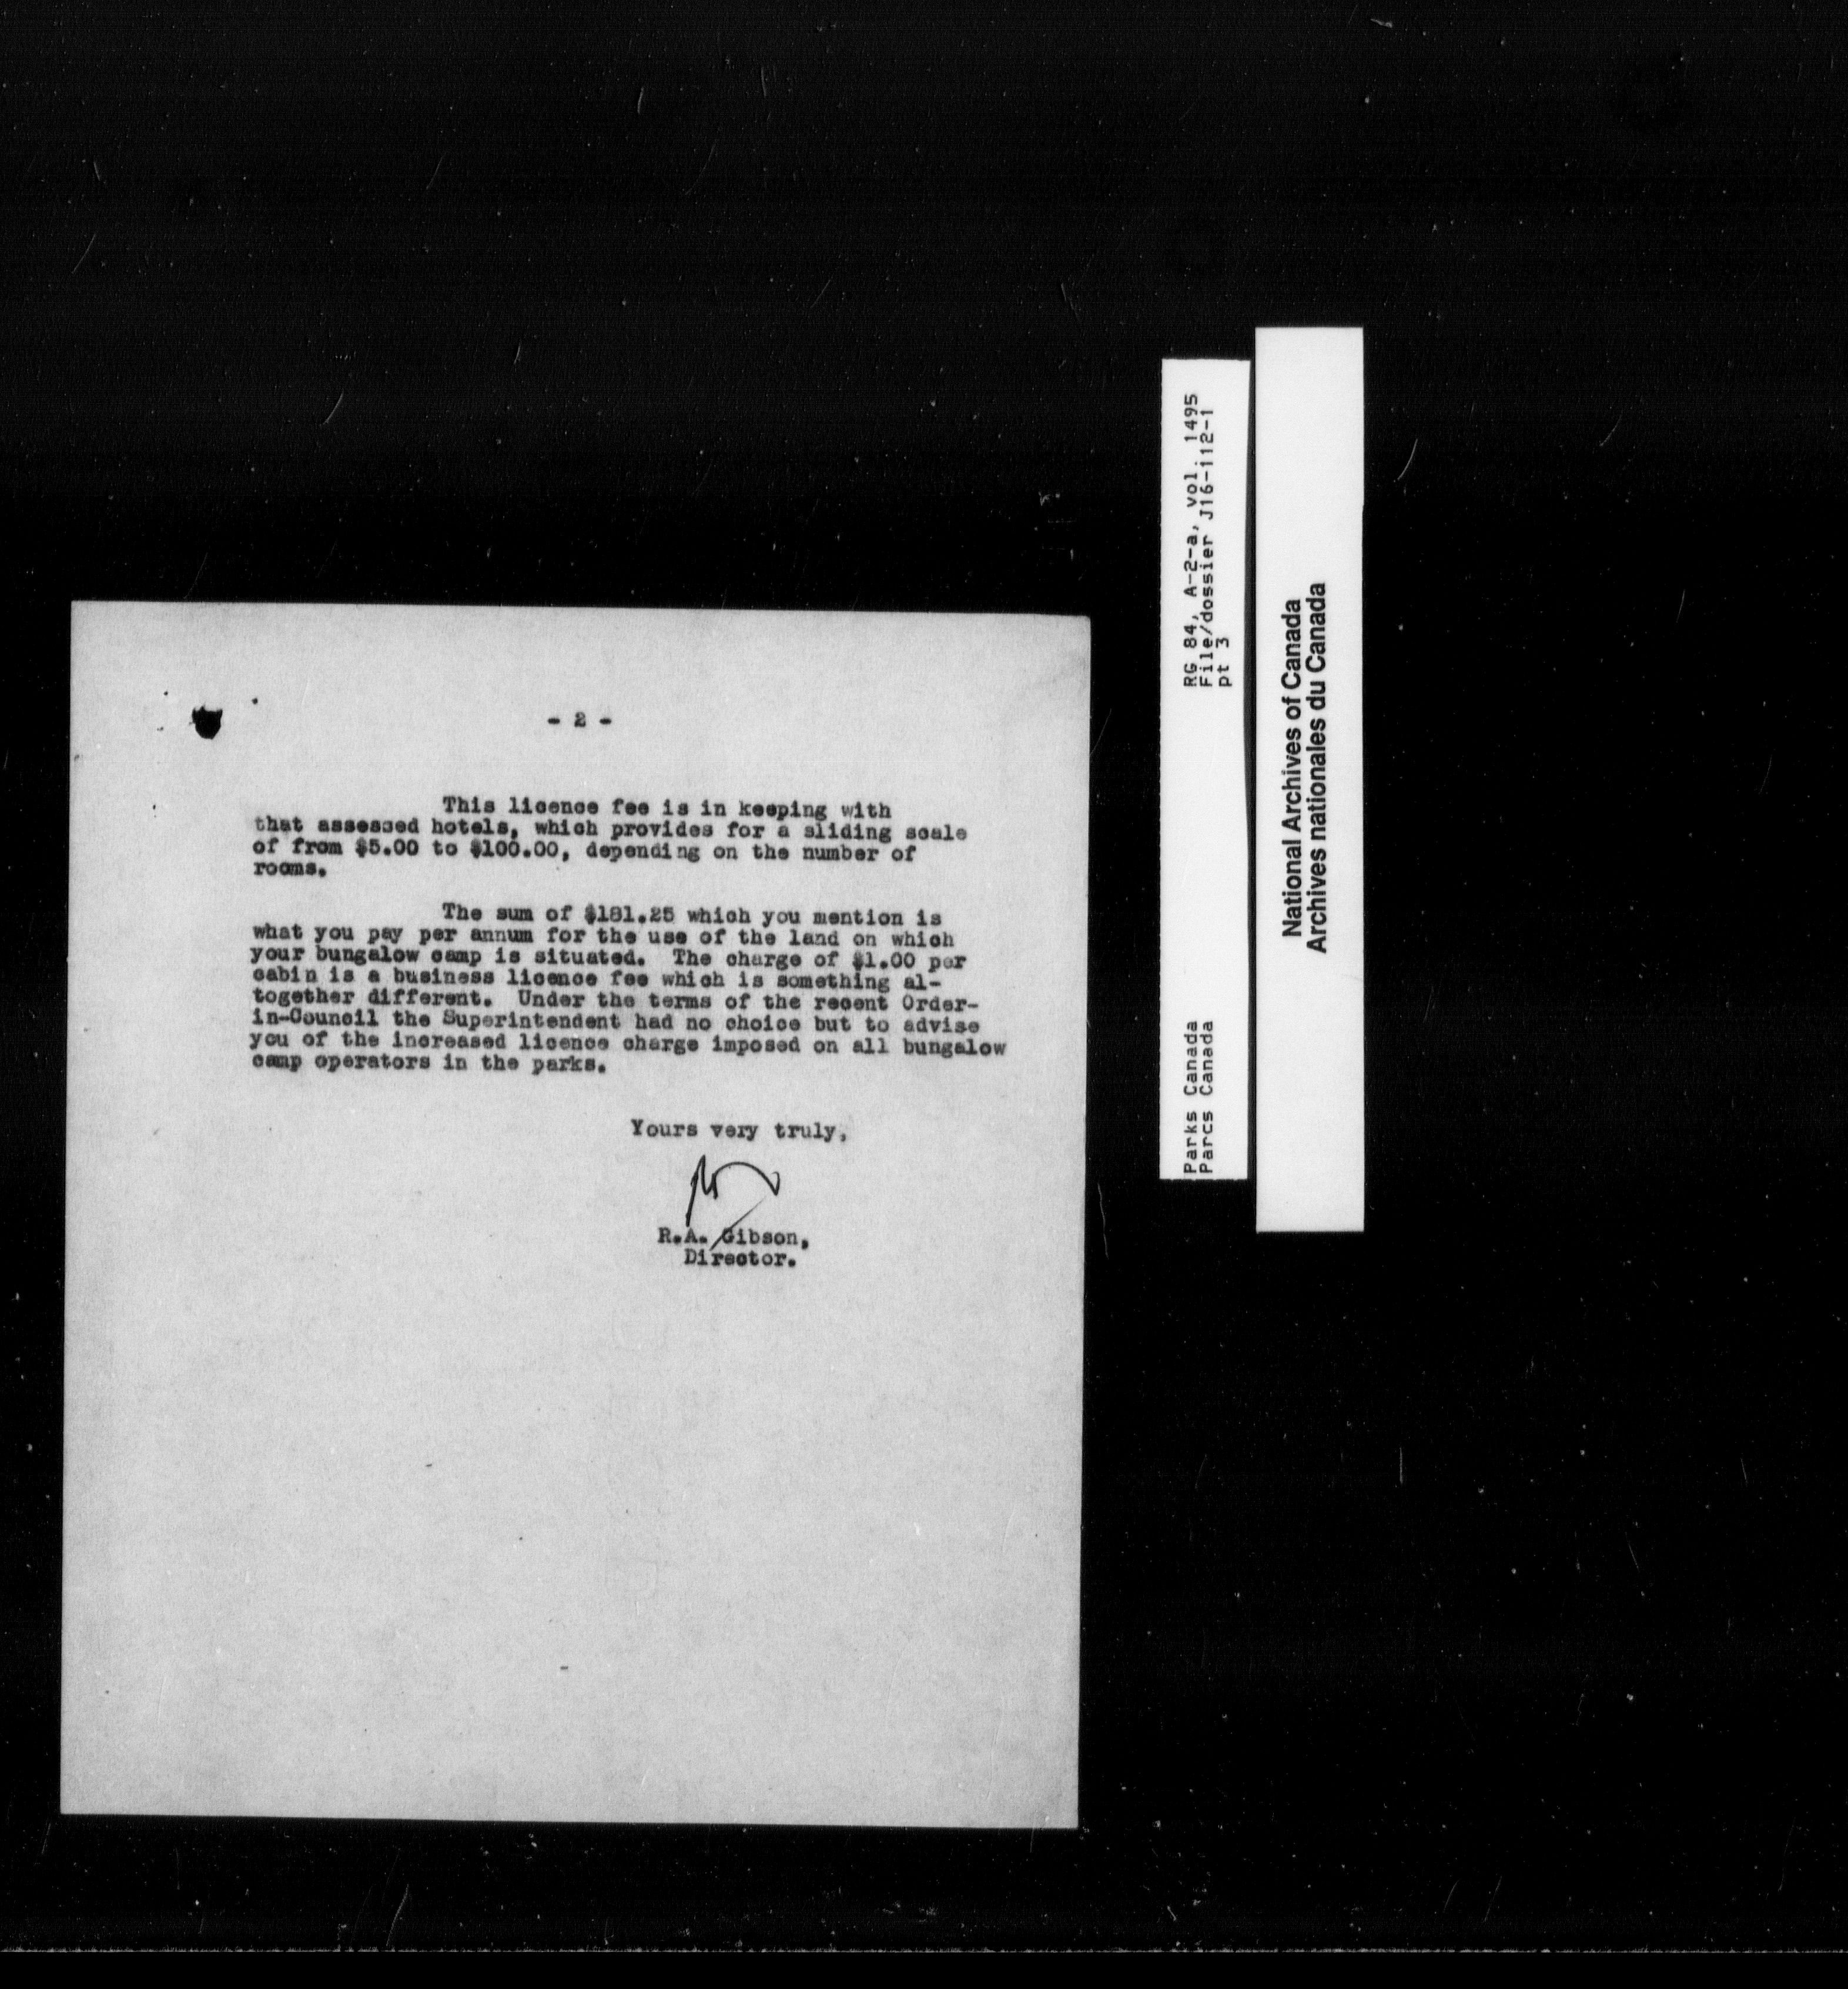 - 2 -
This licence fee is in keeping with
that assessed hotels, which provides for a sliding scale
of from $5.00 to $100.00, depending on the number of
rooms.
The sum of $181.25 which you mention is
what you pay per annum for the use of the land on which
your bungalow camp is situated. The charge of $1.00 per
cabin is a business licence fee which is something al-
together different. Under the terms of the recent Order-
in-Council the Superintendent had no choice but to advise
you of the increased licence charge imposed on all bungalow
camp operators in the parks.
Yours very truly,
R.A. Gibson,
Director.
RG 84, A-2-a, vol. 1495
File/dossier J16-112-1
pt 3
Parks Canada
Parcs Canada
National Archives of Canada
Archives nationales du Canada